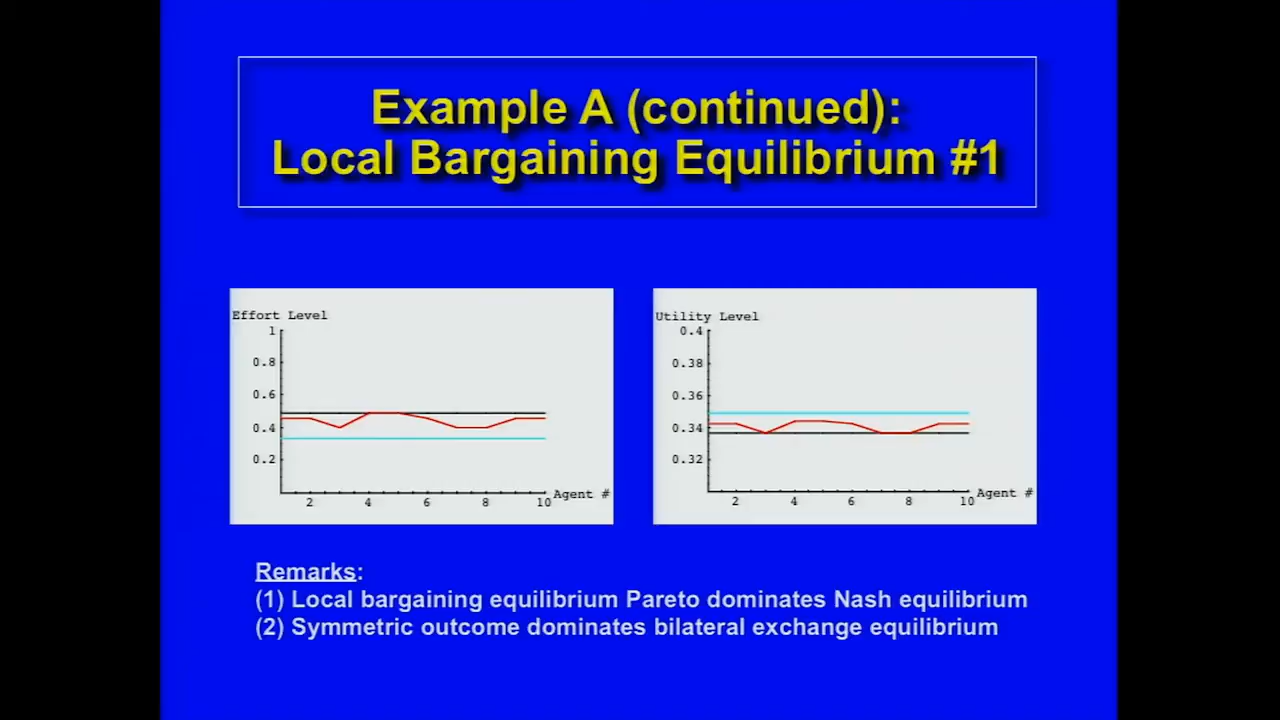 Example A (continued):
Local Bargaining Equilibrium #1
Effort Level
1
0.8
0.6
0.4
0.2
2
4
6
8
10
Agent #
Utility Level
0.4
0.38
0.36
0.34
0.32
2
4
6
8
10
Agent #
Remarks:
(1) Local bargaining equilibrium Pareto dominates Nash equilibrium
(2) Symmetric outcome dominates bilateral exchange equilibrium